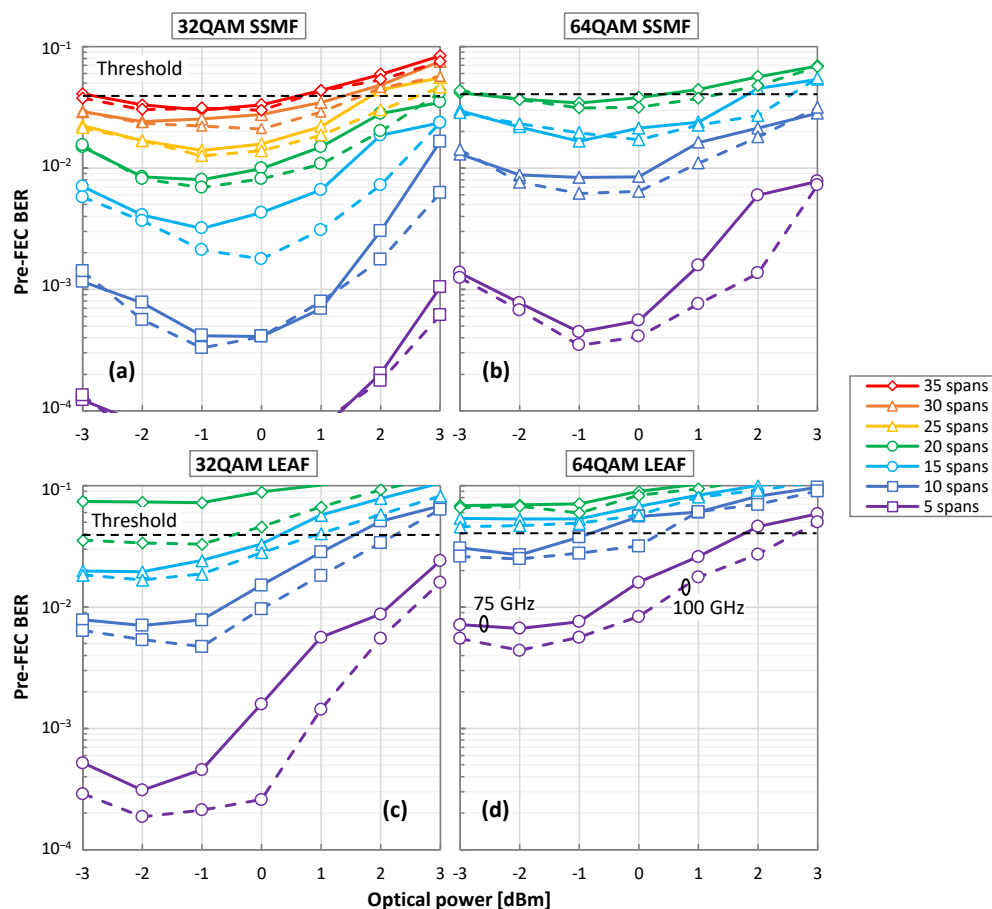 32QAM SSMF
64QAM SSMF
Pre-FEC BER
10⁻¹
10⁻²
10⁻³
10⁻⁴
Threshold
(a)
(b)
-3 -2 -1 0 1 2 3
-3 -2 -1 0 1 2 3
35 spans
30 spans
25 spans
20 spans
15 spans
10 spans
5 spans
32QAM LEAF
64QAM LEAF
Pre-FEC BER
10⁻¹
10⁻²
10⁻³
10⁻⁴
Threshold
75 GHz
100 GHz
(c)
(d)
-3 -2 -1 0 1 2 3
-3 -2 -1 0 1 2 3
Optical power [dBm]